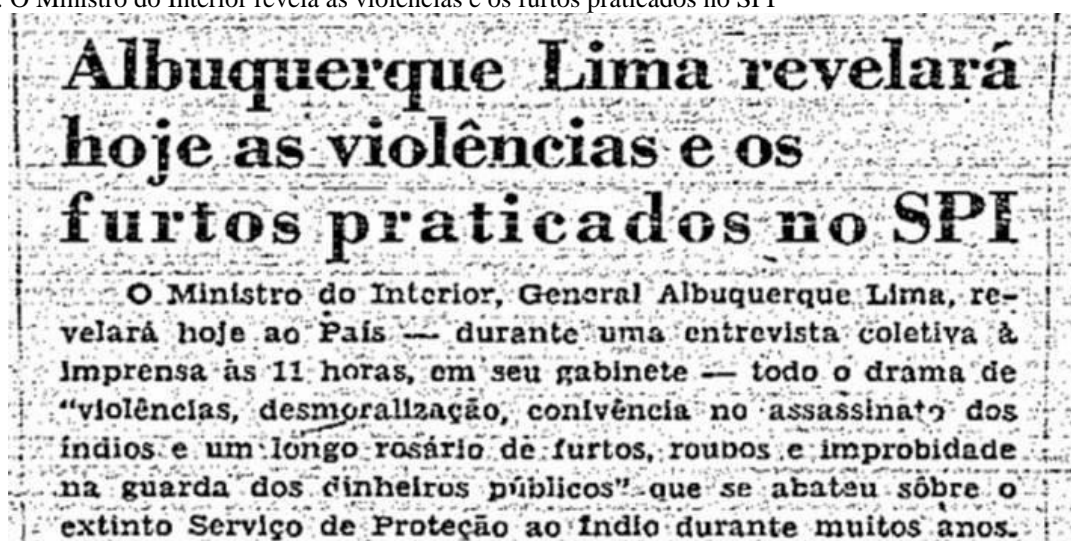 . O Ministro do Interior revela as violências e os furtos praticados no SPI
Albuquerque Lima revelará
hoje as violências e os
furtos praticados no SPI
O Ministro do Interior, General Albuquerque Lima, re-
velará hoje ao País — durante uma entrevista coletiva à
Imprensa às 11 horas, em seu gabinete — todo o drama de
"violências, desmoralização, conivência no assassinato dos
índios e um longo rosário de furtos, roubos e improbidade
na guarda dos dinheiros públicos" que se abateu sôbre o
extinto Serviço de Proteção ao Índio durante muitos anos.